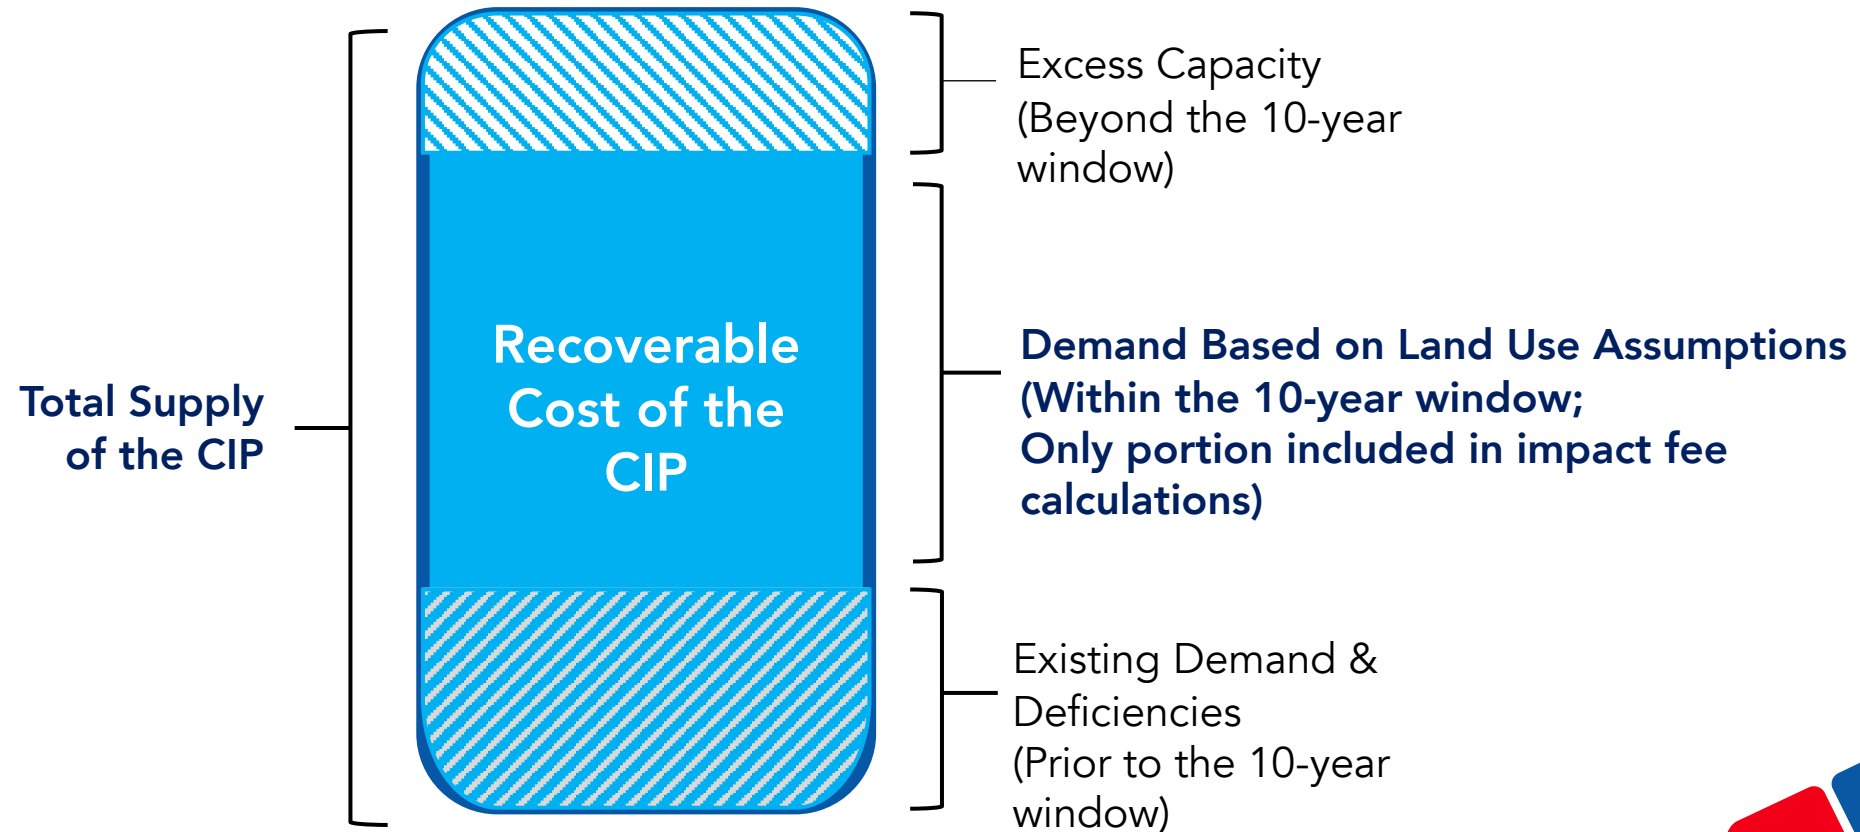 Total Supply
of the CIP
Recoverable
Cost of the
CIP
Excess Capacity
(Beyond the 10-year
window)
Demand Based on Land Use Assumptions
(Within the 10-year window;
Only portion included in impact fee
calculations)
Existing Demand &
Deficiencies
(Prior to the 10-year
window)